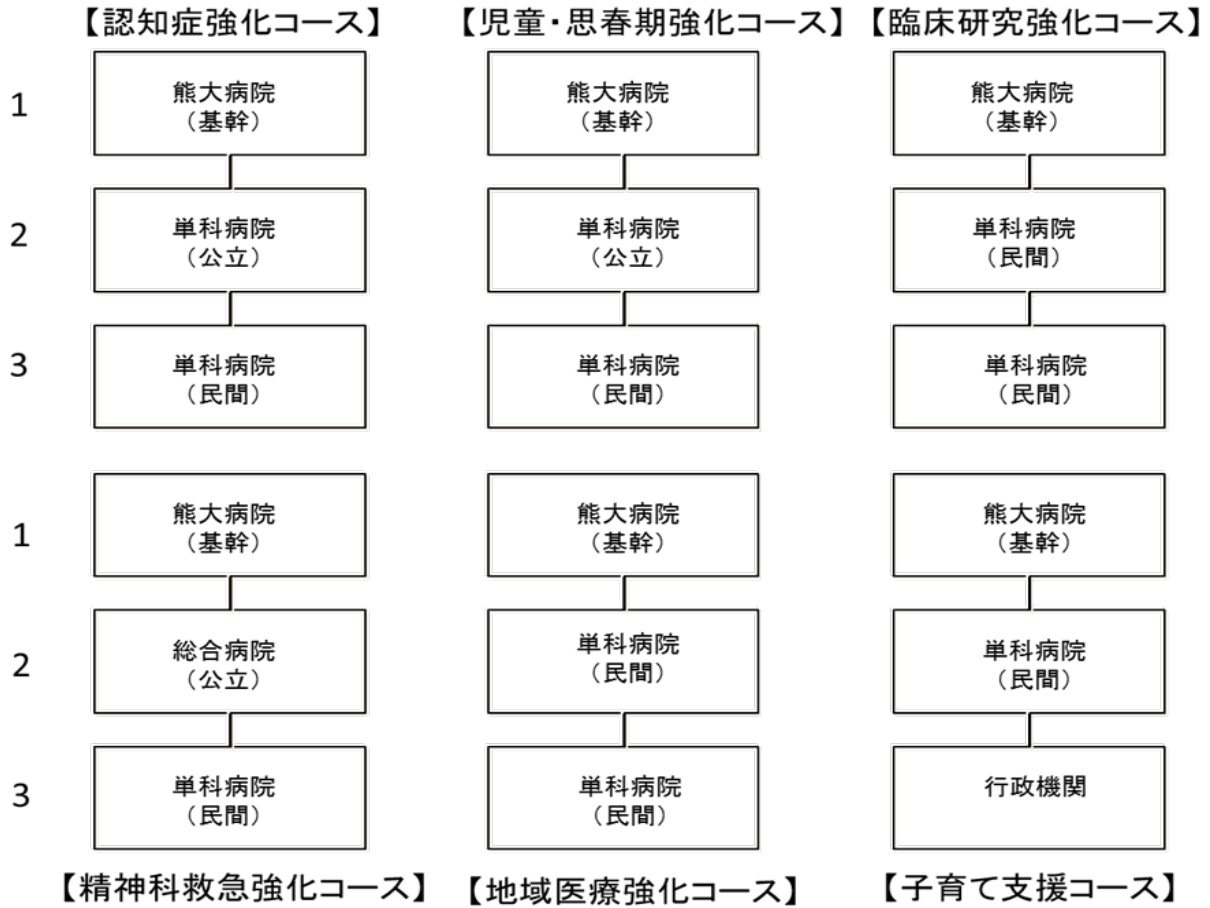 【認知症強化コース】
【児童・思春期強化コース】
【臨床研究強化コース】
1
熊大病院
（基幹）
熊大病院
（基幹）
熊大病院
（基幹）
2
単科病院
（公立）
単科病院
（公立）
単科病院
（民間）
3
単科病院
（民間）
単科病院
（民間）
単科病院
（民間）
1
熊大病院
（基幹）
熊大病院
（基幹）
熊大病院
（基幹）
2
総合病院
（公立）
単科病院
（民間）
単科病院
（民間）
3
単科病院
（民間）
単科病院
（民間）
行政機関
【精神科救急強化コース】
【地域医療強化コース】
【子育て支援コース】